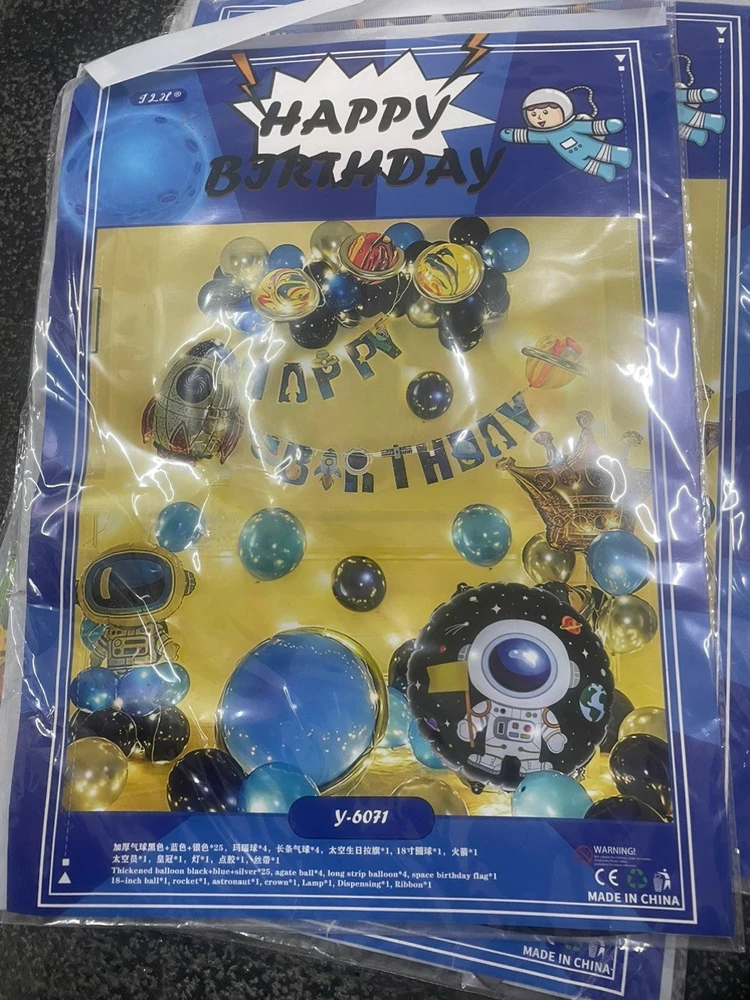 JLH®
HAPPY
BIRTHDAY
HAPPY
BIRTHDAY
Y-6071
加厚气球黑色+蓝色+银色*25，玛瑙球*4，长条气球*4，太空生日拉旗*1，18寸圆球*1，火箭*1
太空员*1，皇冠*1，灯*1，点胶*1，丝带*1
Thickened balloon black+blue+silver*25, agate ball*4, long strip balloon*4, space birthday flag*1
18-inch ball*1, rocket*1, astronaut*1, crown*1, Lamp*1, Dispensing*1, Ribbon*1
WARNING!
CE
MADE IN CHINA
MADE IN CHINA